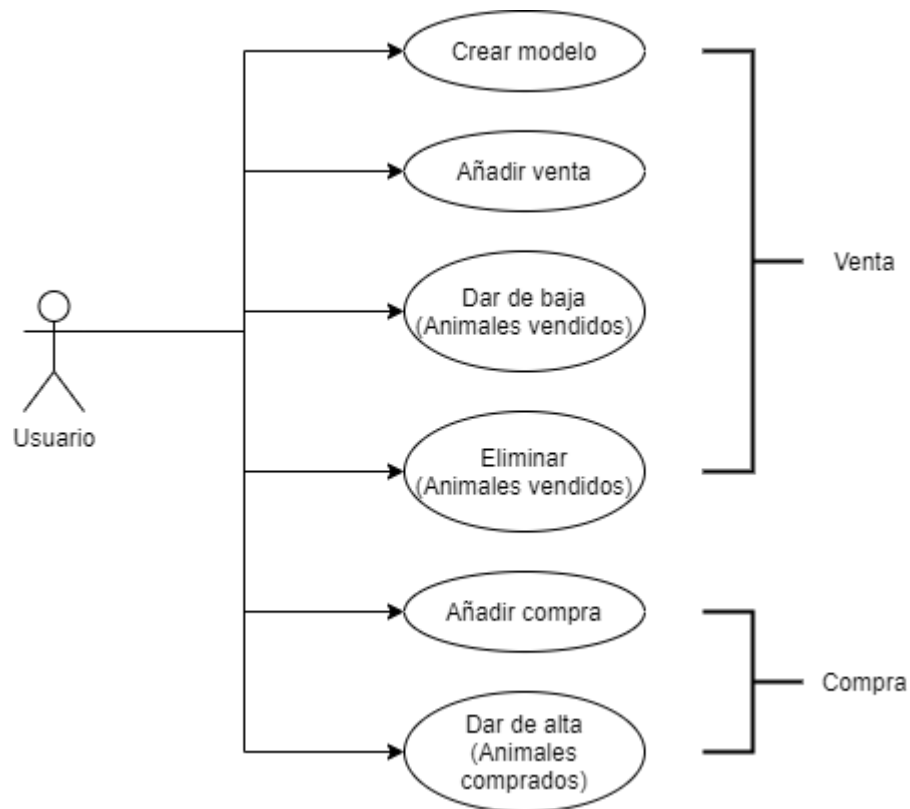 Crear modelo
Añadir venta
Dar de baja
(Animales vendidos)
Venta
Usuario
Eliminar
(Animales vendidos)
Añadir compra
Compra
Dar de alta
(Animales
comprados)